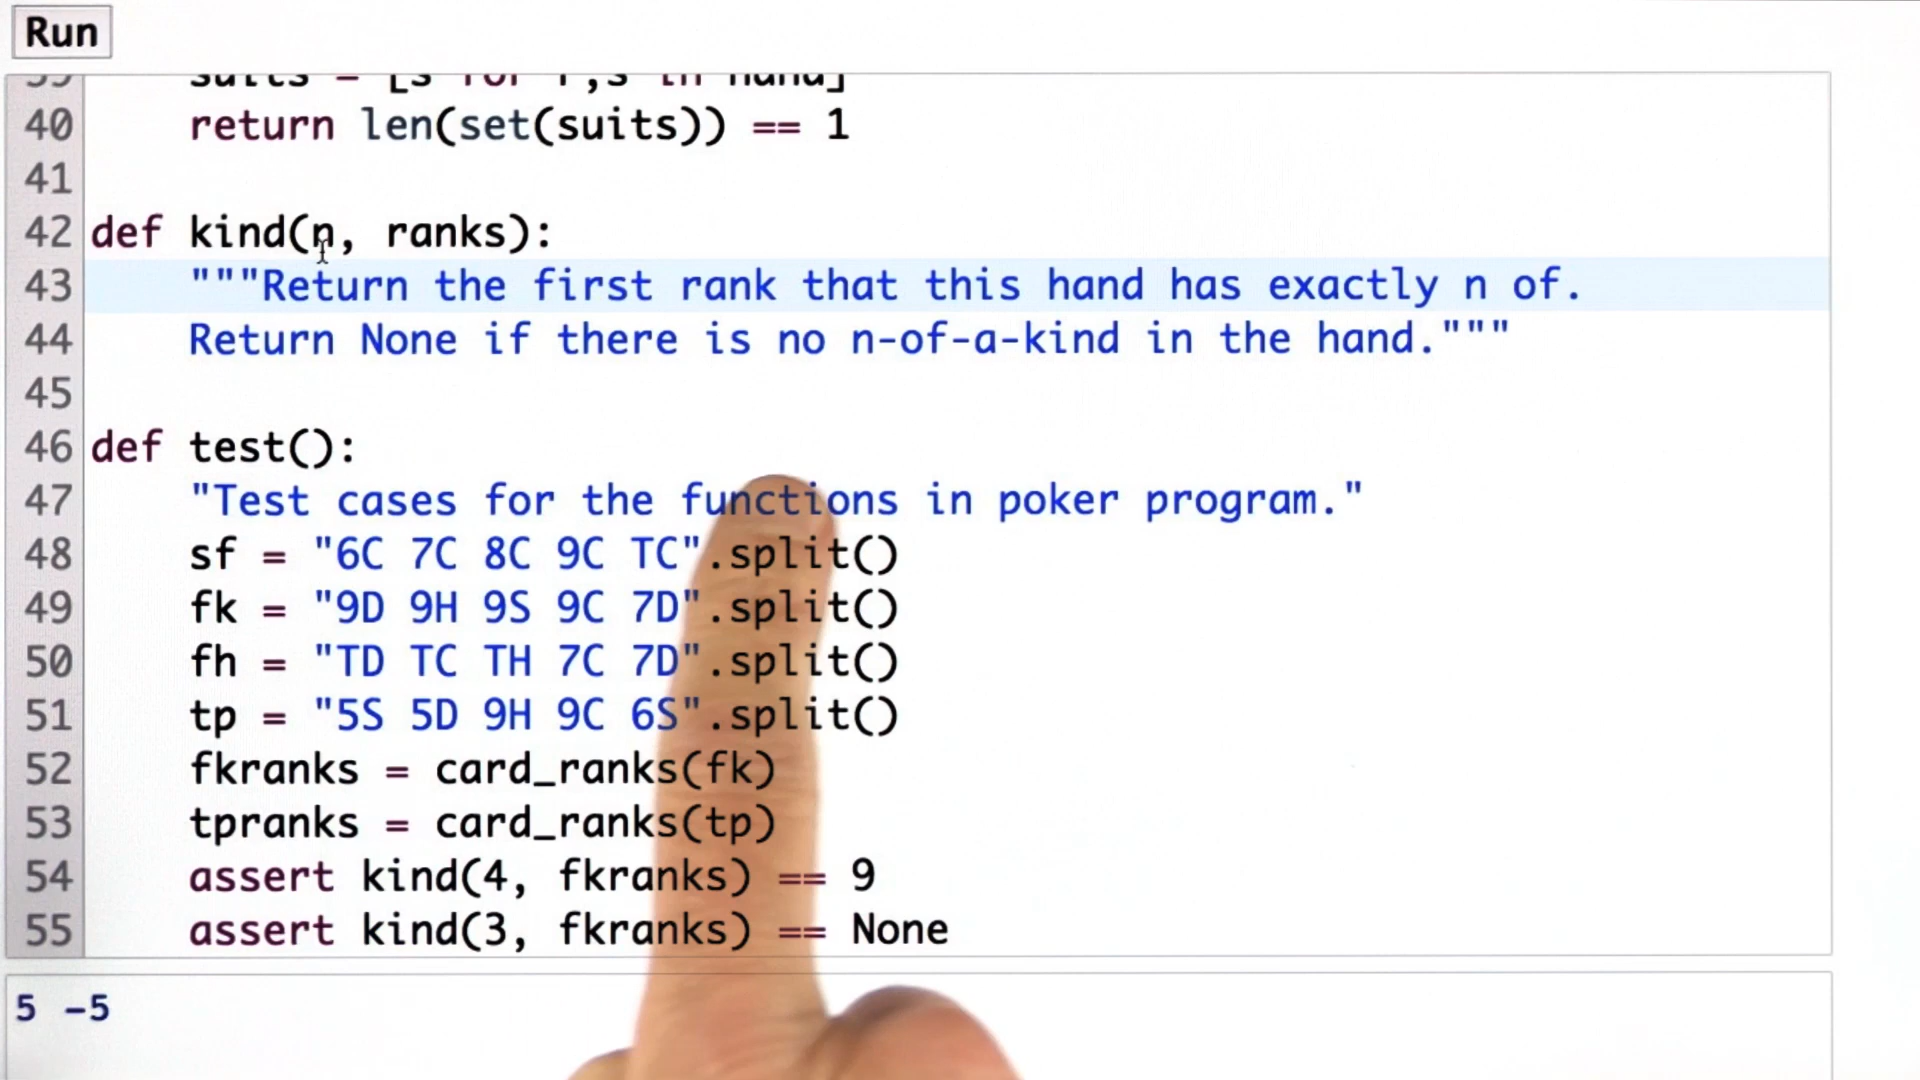 Run
39 suits = [s for r,s in hand]
40 return len(set(suits)) == 1
41
42 def kind(n, ranks):
43 """Return the first rank that this hand has exactly n of.
44 Return None if there is no n-of-a-kind in the hand."""
45
46 def test():
47 "Test cases for the functions in poker program."
48 sf = "6C 7C 8C 9C TC".split()
49 fk = "9D 9H 9S 9C 7D".split()
50 fh = "TD TC TH 7C 7D".split()
51 tp = "5S 5D 9H 9C 6S".split()
52 fkranks = card_ranks(fk)
53 tpranks = card_ranks(tp)
54 assert kind(4, fkranks) == 9
55 assert kind(3, fkranks) == None
5 -5